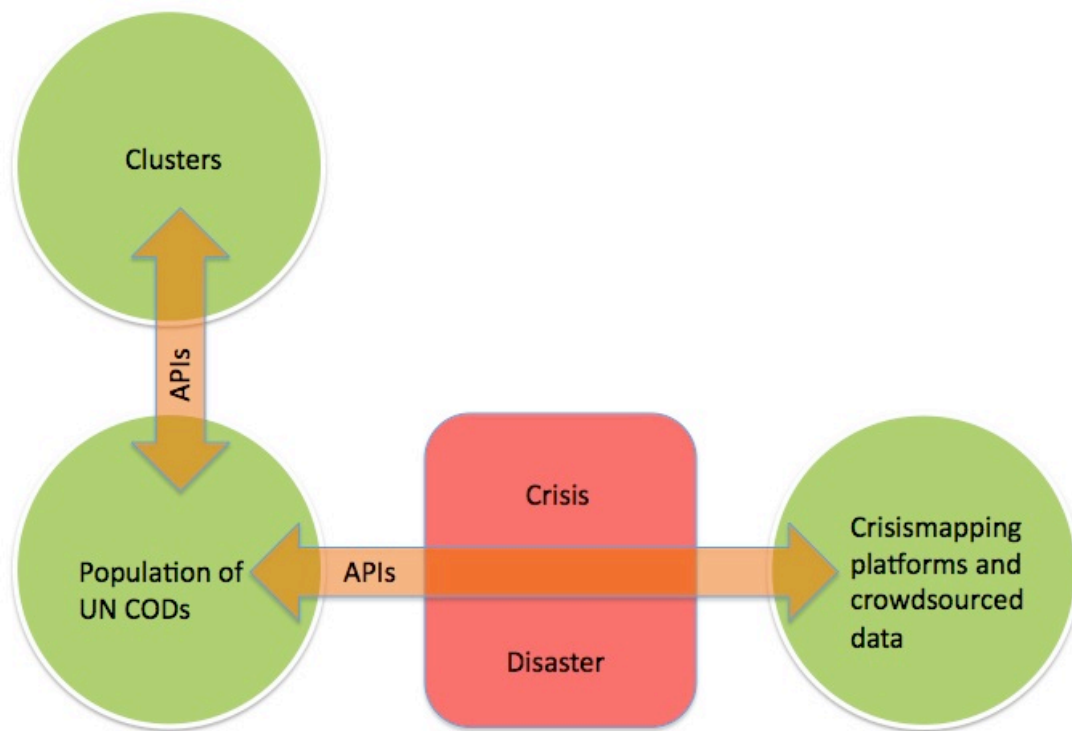 Clusters
APIs
Population of
UN CODs
APIs
Crisis
Disaster
Crisismapping
platforms and
crowdsourced
data